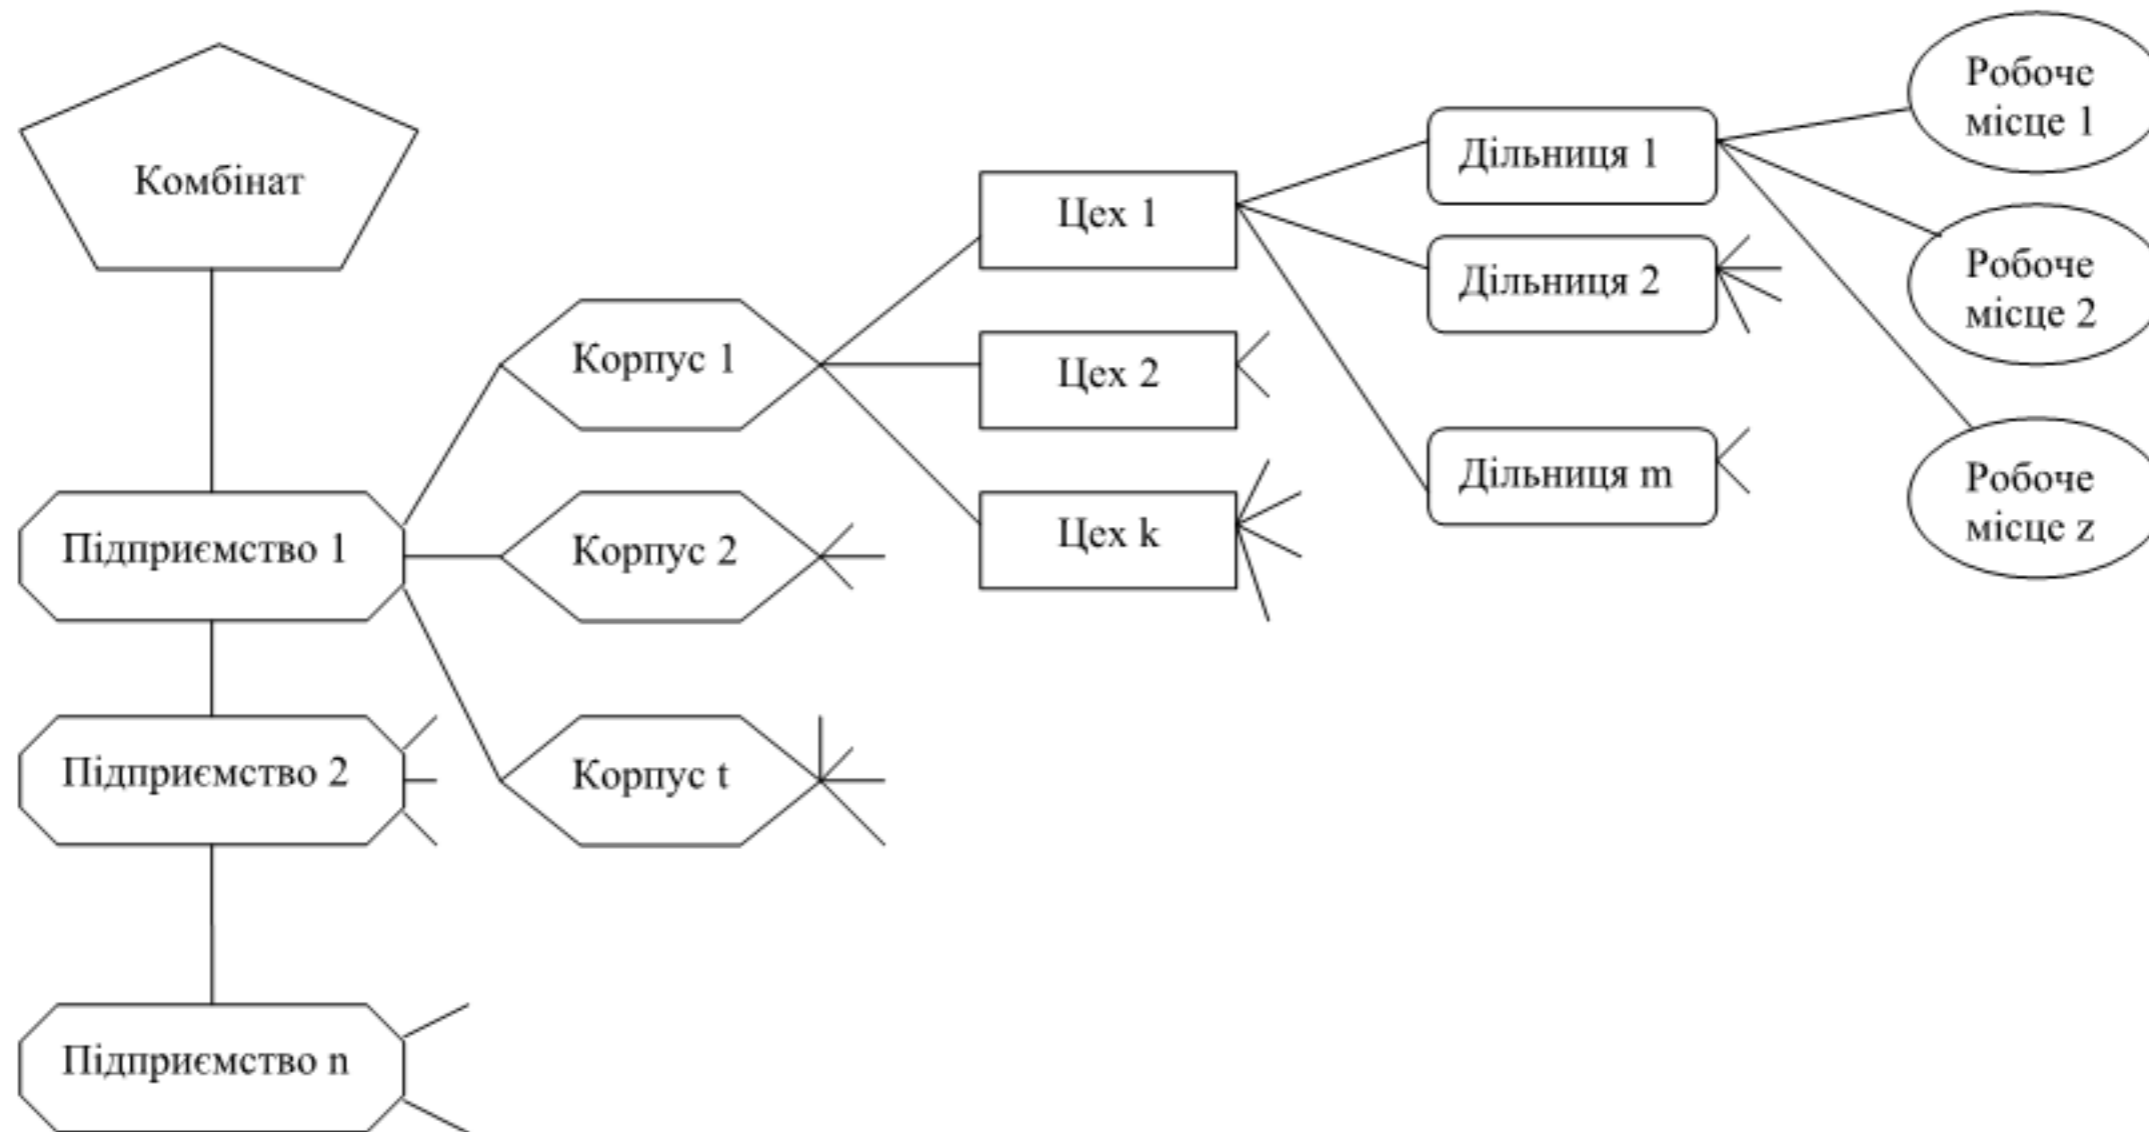 Комбінат
Підприємство 1
Підприємство 2
Підприємство n
Корпус 1
Корпус 2
Корпус t
Цех 1
Цех 2
Цех k
Дільниця 1
Дільниця 2
Дільниця m
Робоче
місце 1
Робоче
місце 2
Робоче
місце z